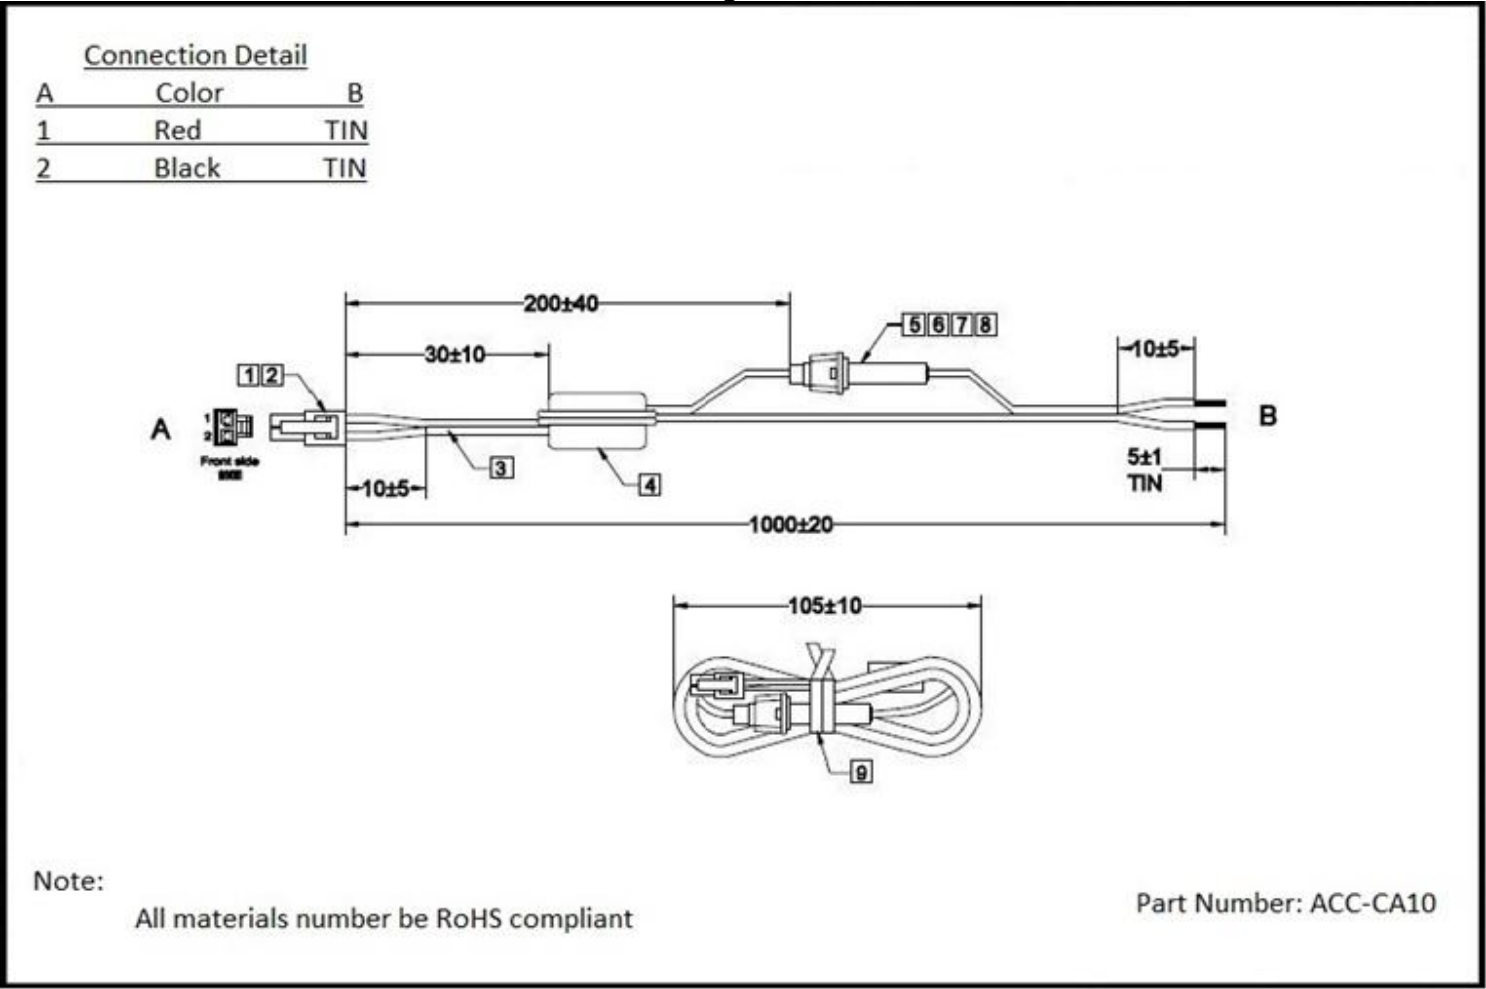 Connection Detail
A Color B
1 Red TIN
2 Black TIN
200±40
5 6 7 8
30±10
10±5
1 2
A
1
2
Front side
B
3
4
5±1
TIN
10±5
1000±20
105±10
9
Note:
All materials number be RoHS compliant
Part Number: ACC-CA10